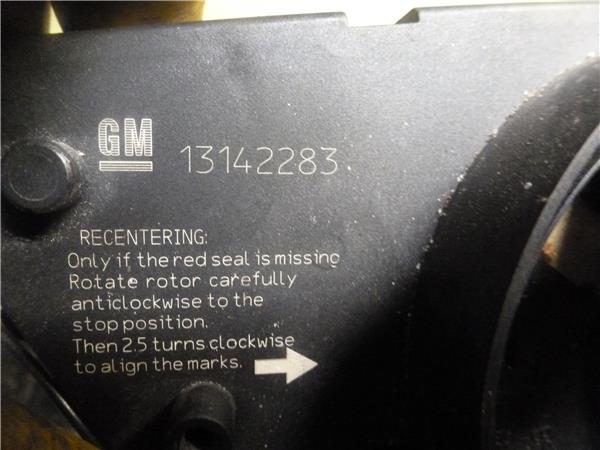 GM
13142283
RECENTERING:
Only if the red seal is missing
Rotate rotor carefully
anticlockwise to the
stop position.
Then 2.5 turns clockwise
to align the marks.